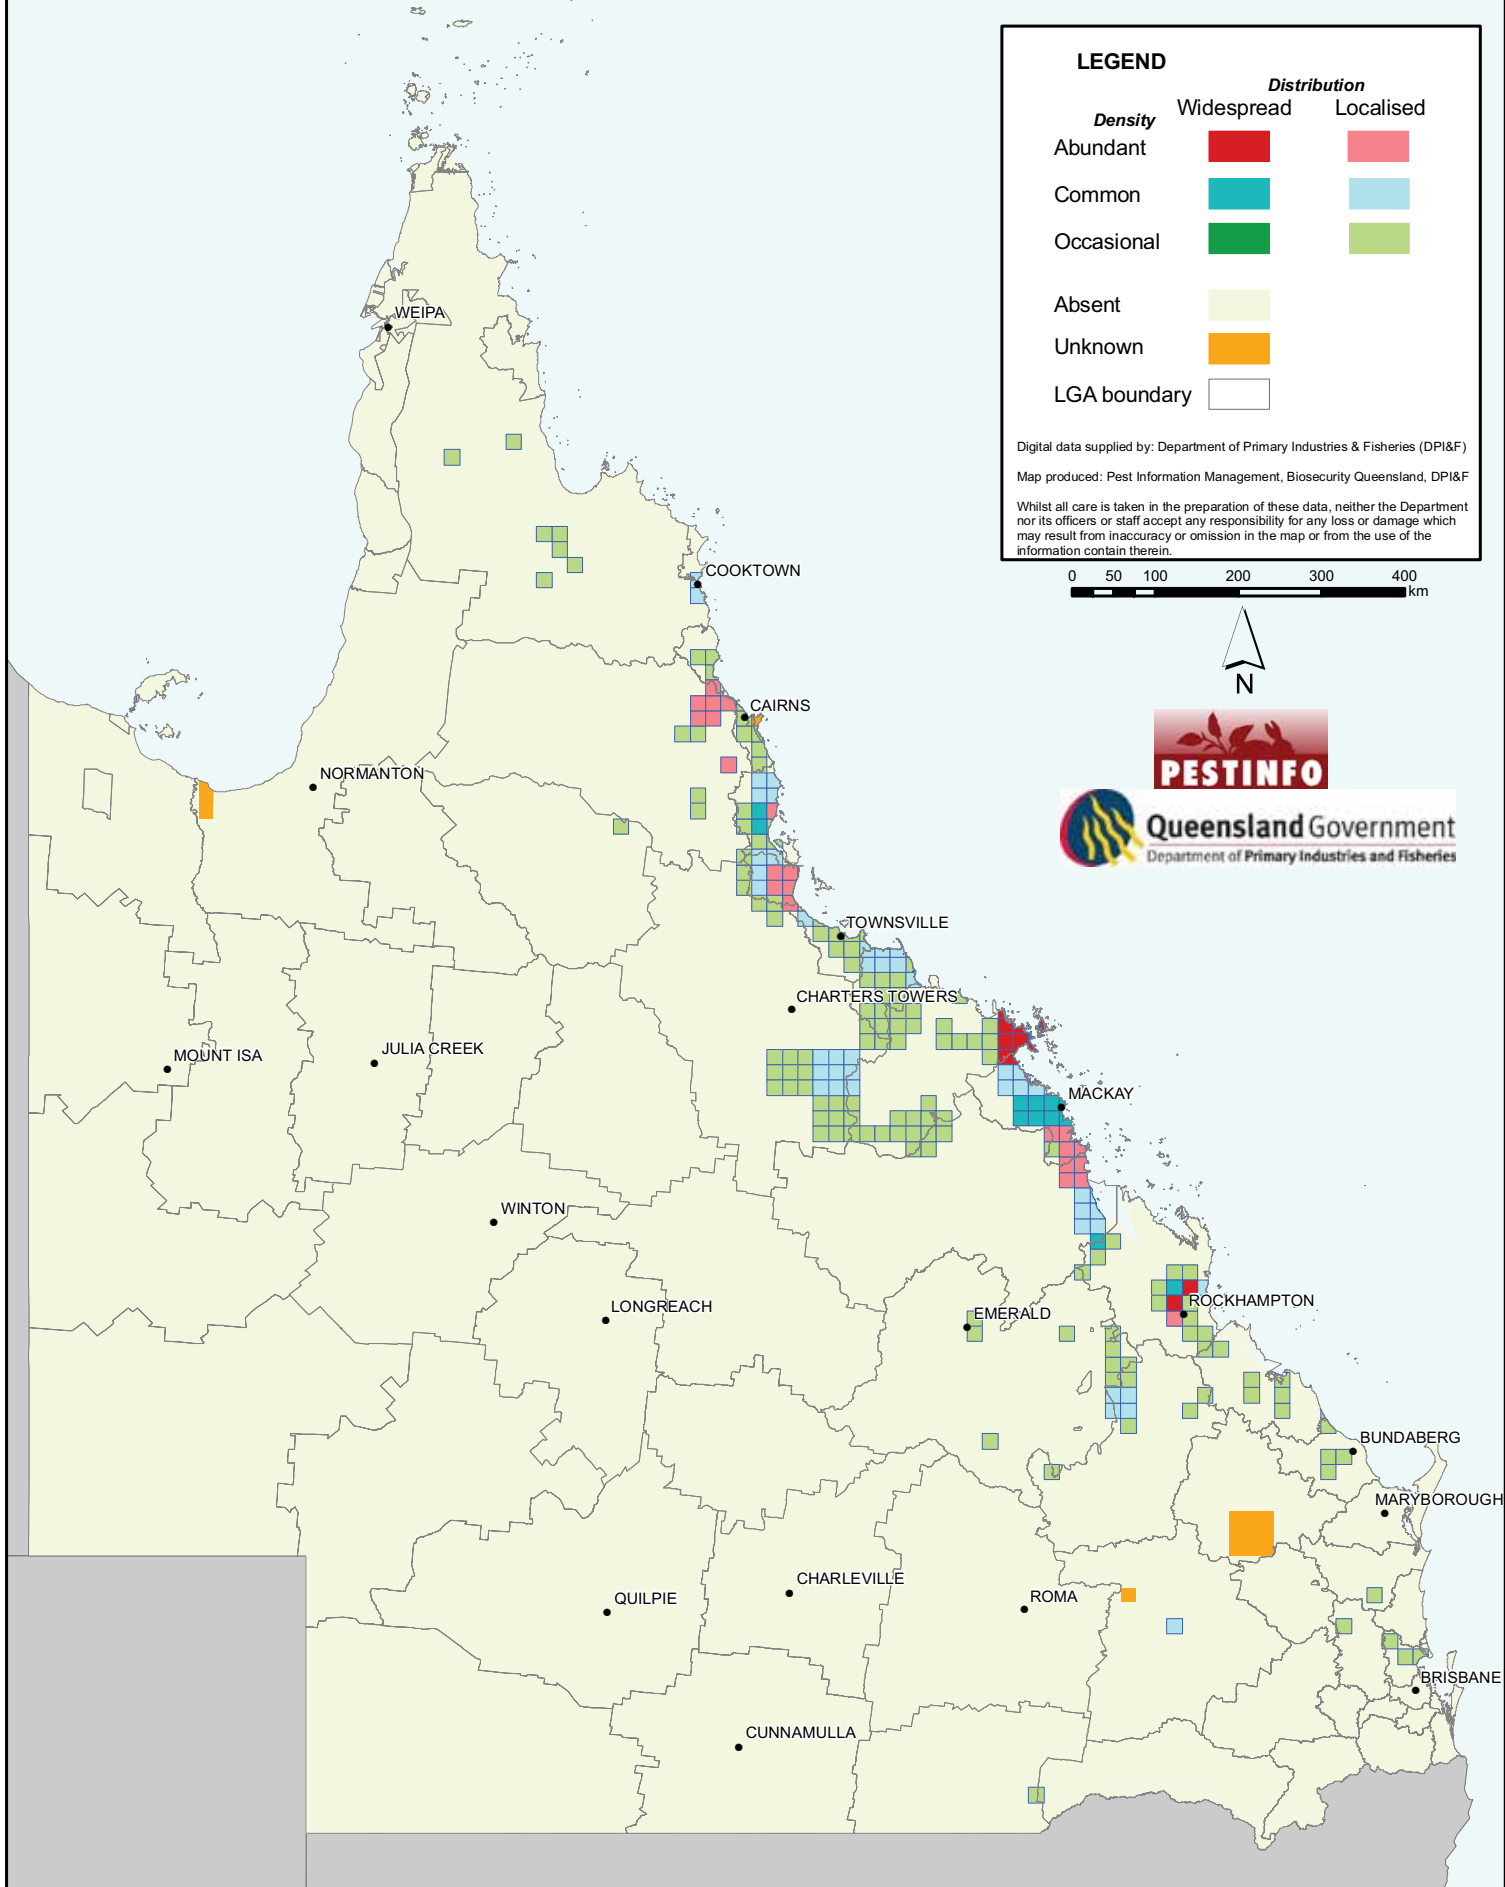 LEGEND
Distribution
Density Widespread Localised
Abundant
Common
Occasional
Absent
Unknown
LGA boundary
Digital data supplied by: Department of Primary Industries & Fisheries (DPI&F)
Map produced: Pest Information Management, Biosecurity Queensland, DPI&F
Whilst all care is taken in the preparation of these data, neither the Department
nor its officers or staff accept any responsibility for any loss or damage which
may result from inaccuracy or omission in the map or from the use of the
information contain therein.
0 50 100 200 300 400
km
N
PESTINFO
Queensland Government
Department of Primary Industries and Fisheries
WEIPA
COOKTOWN
CAIRNS
NORMANTON
TOWNSVILLE
CHARTERS TOWERS
MOUNT ISA
JULIA CREEK
MACKAY
WINTON
LONGREACH
EMERALD
ROCKHAMPTON
BUNDABERG
MARYBOROUGH
CHARLEVILLE
QUILPIE
ROMA
BRISBANE
CUNNAMULLA